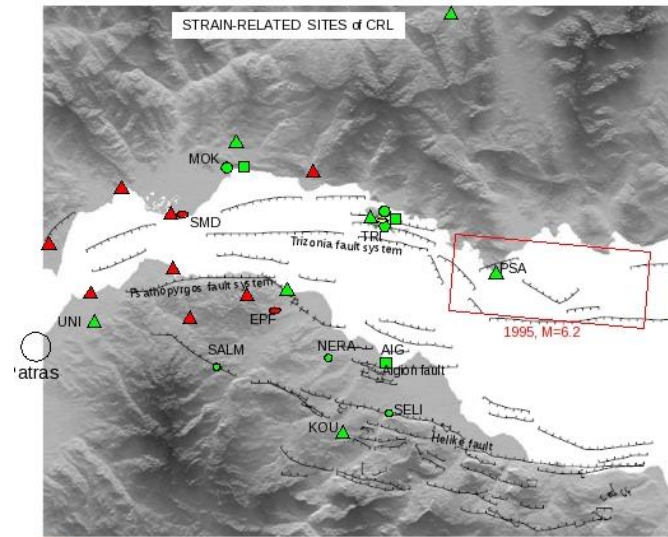 STRAIN-RELATED SITES of CRL
MOK
SMD
TRI
Trizonia fault system
PSA
Psathopyrgos fault system
UNI
EPF
1995, M=6.2
atras
SALM
NERA
AIG
Aigion fault
SELI
KOU
Helike fault